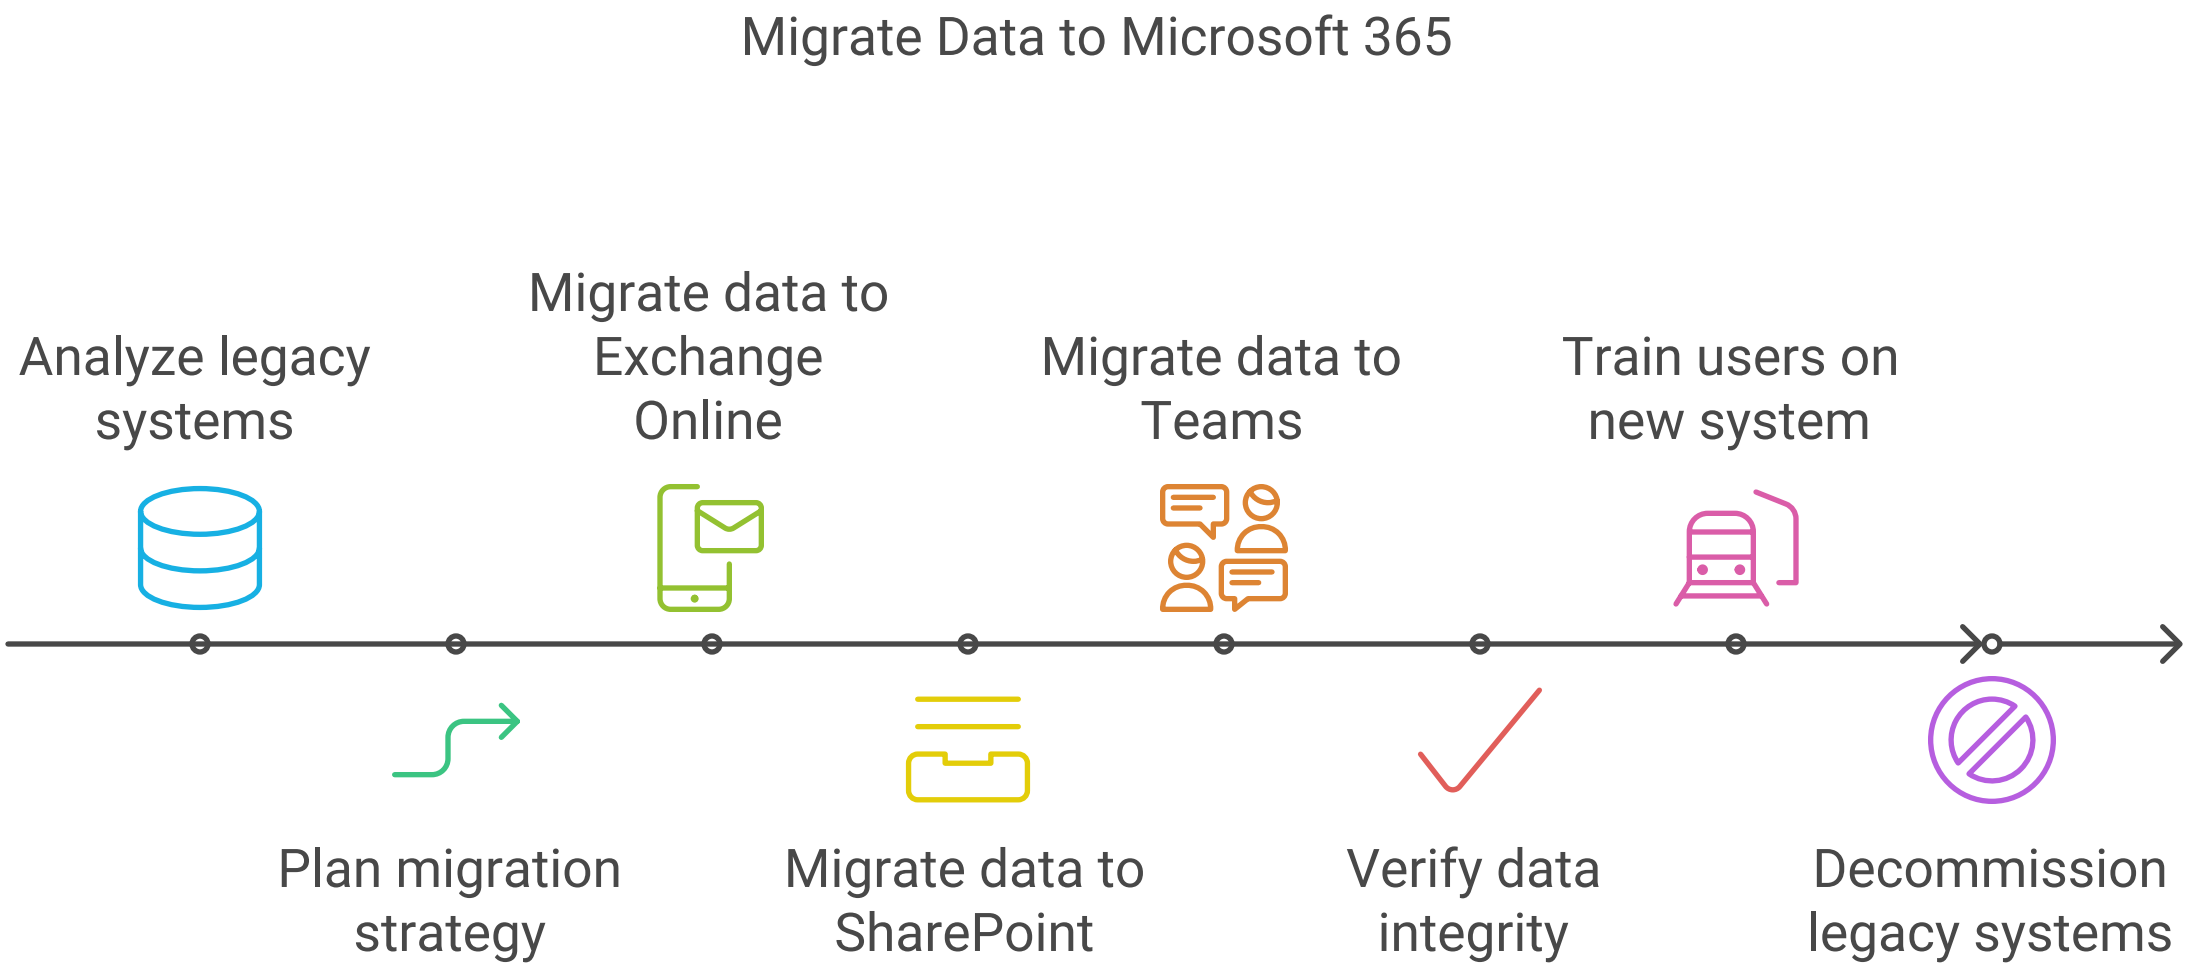 Migrate Data to Microsoft 365
Analyze legacy
systems
Plan migration
strategy
Migrate data to
Exchange
Online
Migrate data to
SharePoint
Migrate data to
Teams
Verify data
integrity
Train users on
new system
Decommission
legacy systems